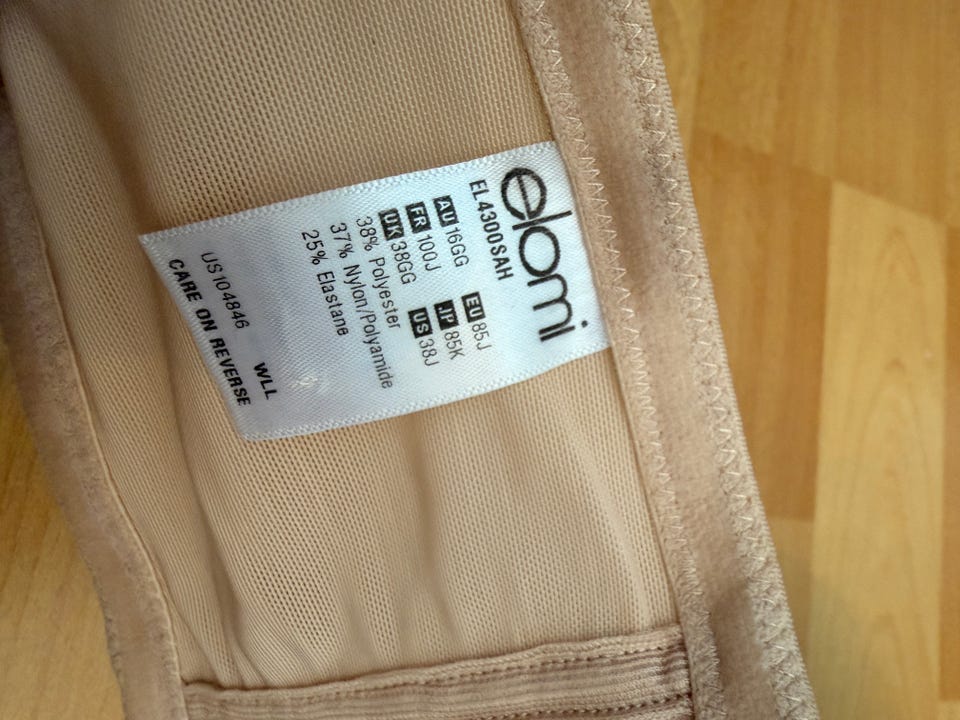 elomi
EL4300SAH
AU 16GG EU 85J
FR 100J JP 85K
UK 38GG US 38J
38% Polyester
37% Nylon/Polyamide
25% Elastane
WLL
US104846
CARE ON REVERSE